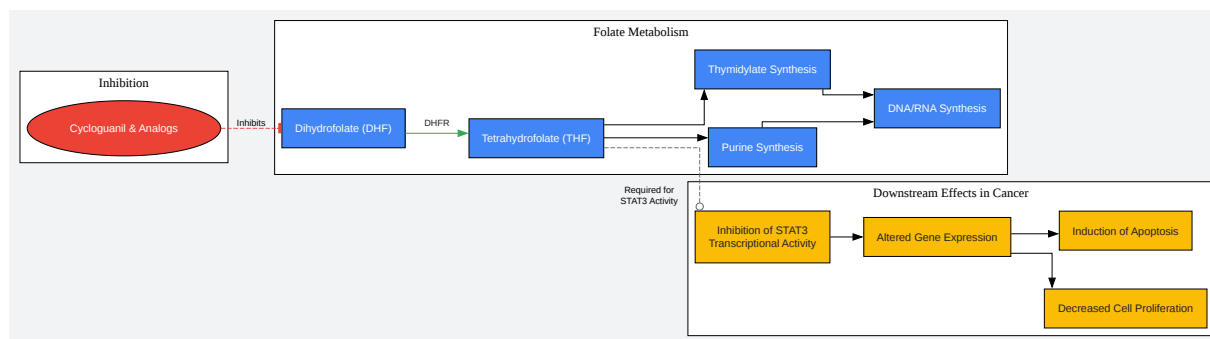 Folate Metabolism
Inhibition
Cycloguanil & Analogs
Inhibits
Dihydrofolate (DHF)
DHFR
Tetrahydrofolate (THF)
Thymidylate Synthesis
Purine Synthesis
DNA/RNA Synthesis
Required for
STAT3 Activity
Downstream Effects in Cancer
Inhibition of STAT3
Transcriptional Activity
Altered Gene Expression
Induction of Apoptosis
Decreased Cell Proliferation